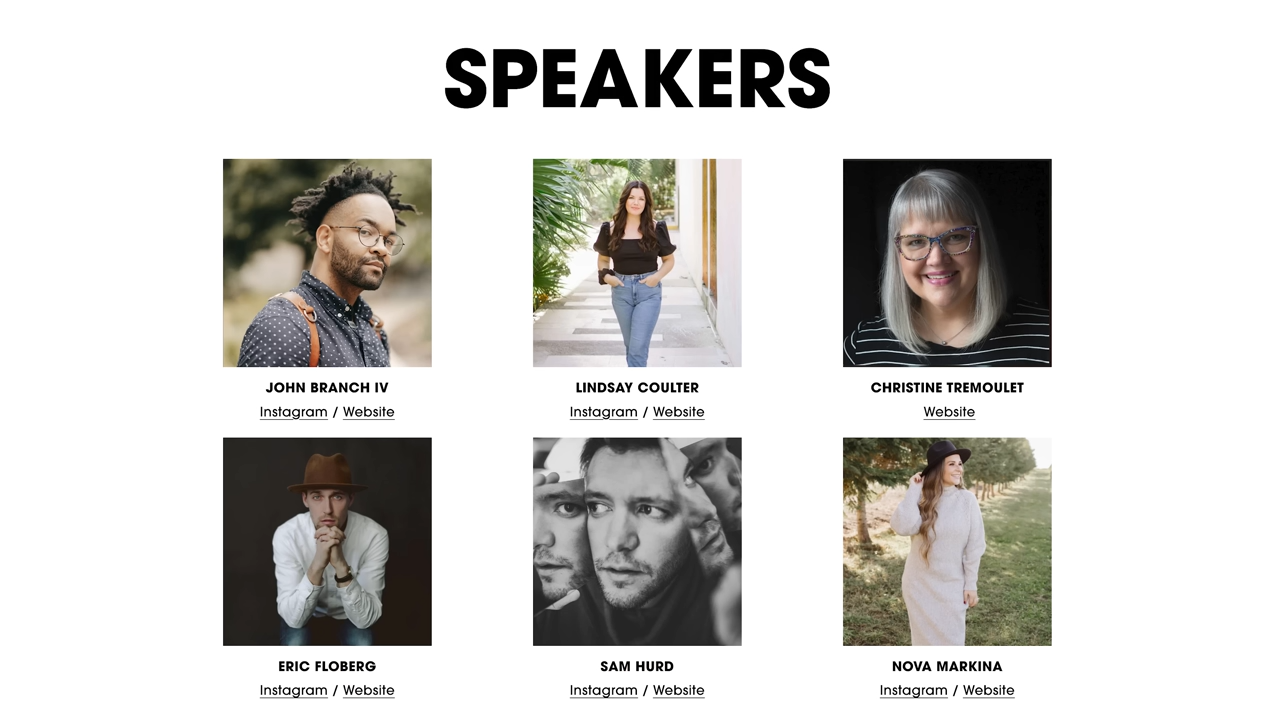 SPEAKERS
JOHN BRANCH IV
Instagram / Website
LINDSAY COULTER
Instagram / Website
CHRISTINE TREMOULET
Website
ERIC FLOBERG
Instagram / Website
SAM HURD
Instagram / Website
NOVA MARKINA
Instagram / Website